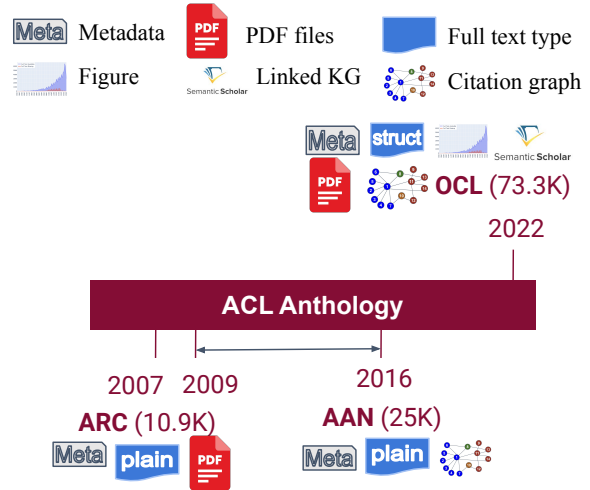 Meta Metadata PDF PDF files Full text type
Figure Semantic Scholar Linked KG Citation graph
Meta struct Semantic Scholar
PDF OCL (73.3K)
2022
ACL Anthology
2007 2009 2016
ARC (10.9K) AAN (25K)
Meta plain PDF Meta plain